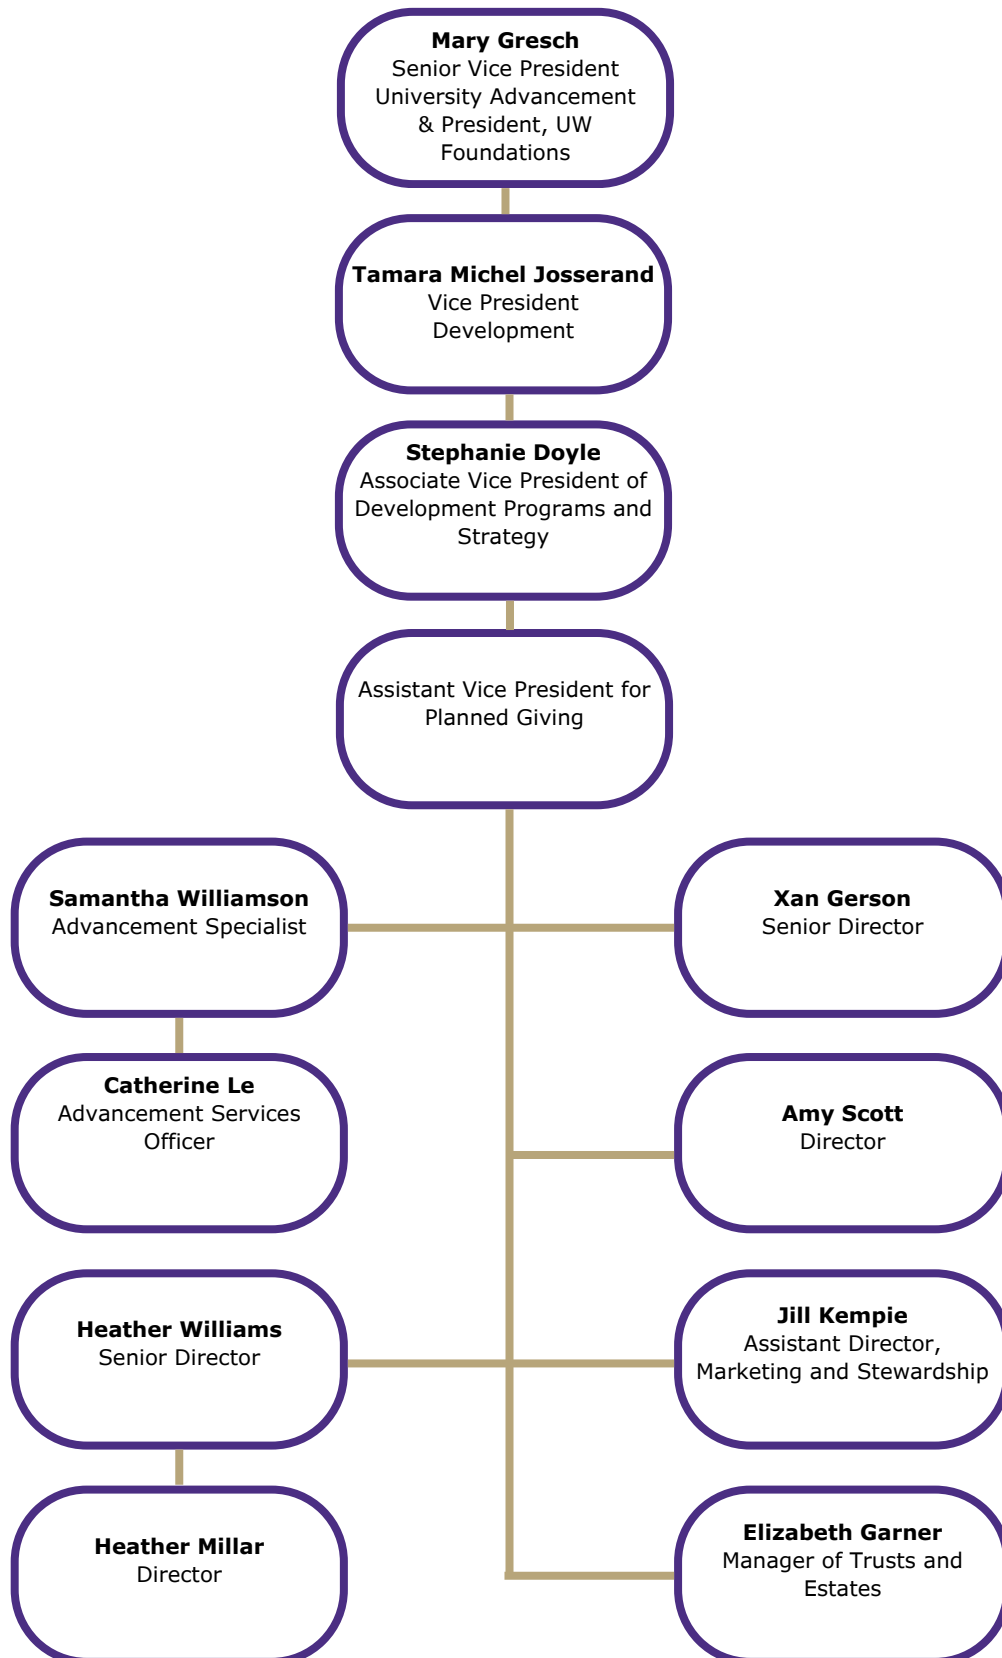 Mary Gresch
Senior Vice President
University Advancement
& President, UW
Foundations
Tamara Michel Josserand
Vice President
Development
Stephanie Doyle
Associate Vice President of
Development Programs and
Strategy
Assistant Vice President for
Planned Giving
Samantha Williamson
Advancement Specialist
Xan Gerson
Senior Director
Catherine Le
Advancement Services
Officer
Amy Scott
Director
Heather Williams
Senior Director
Jill Kempie
Assistant Director,
Marketing and Stewardship
Heather Millar
Director
Elizabeth Garner
Manager of Trusts and
Estates